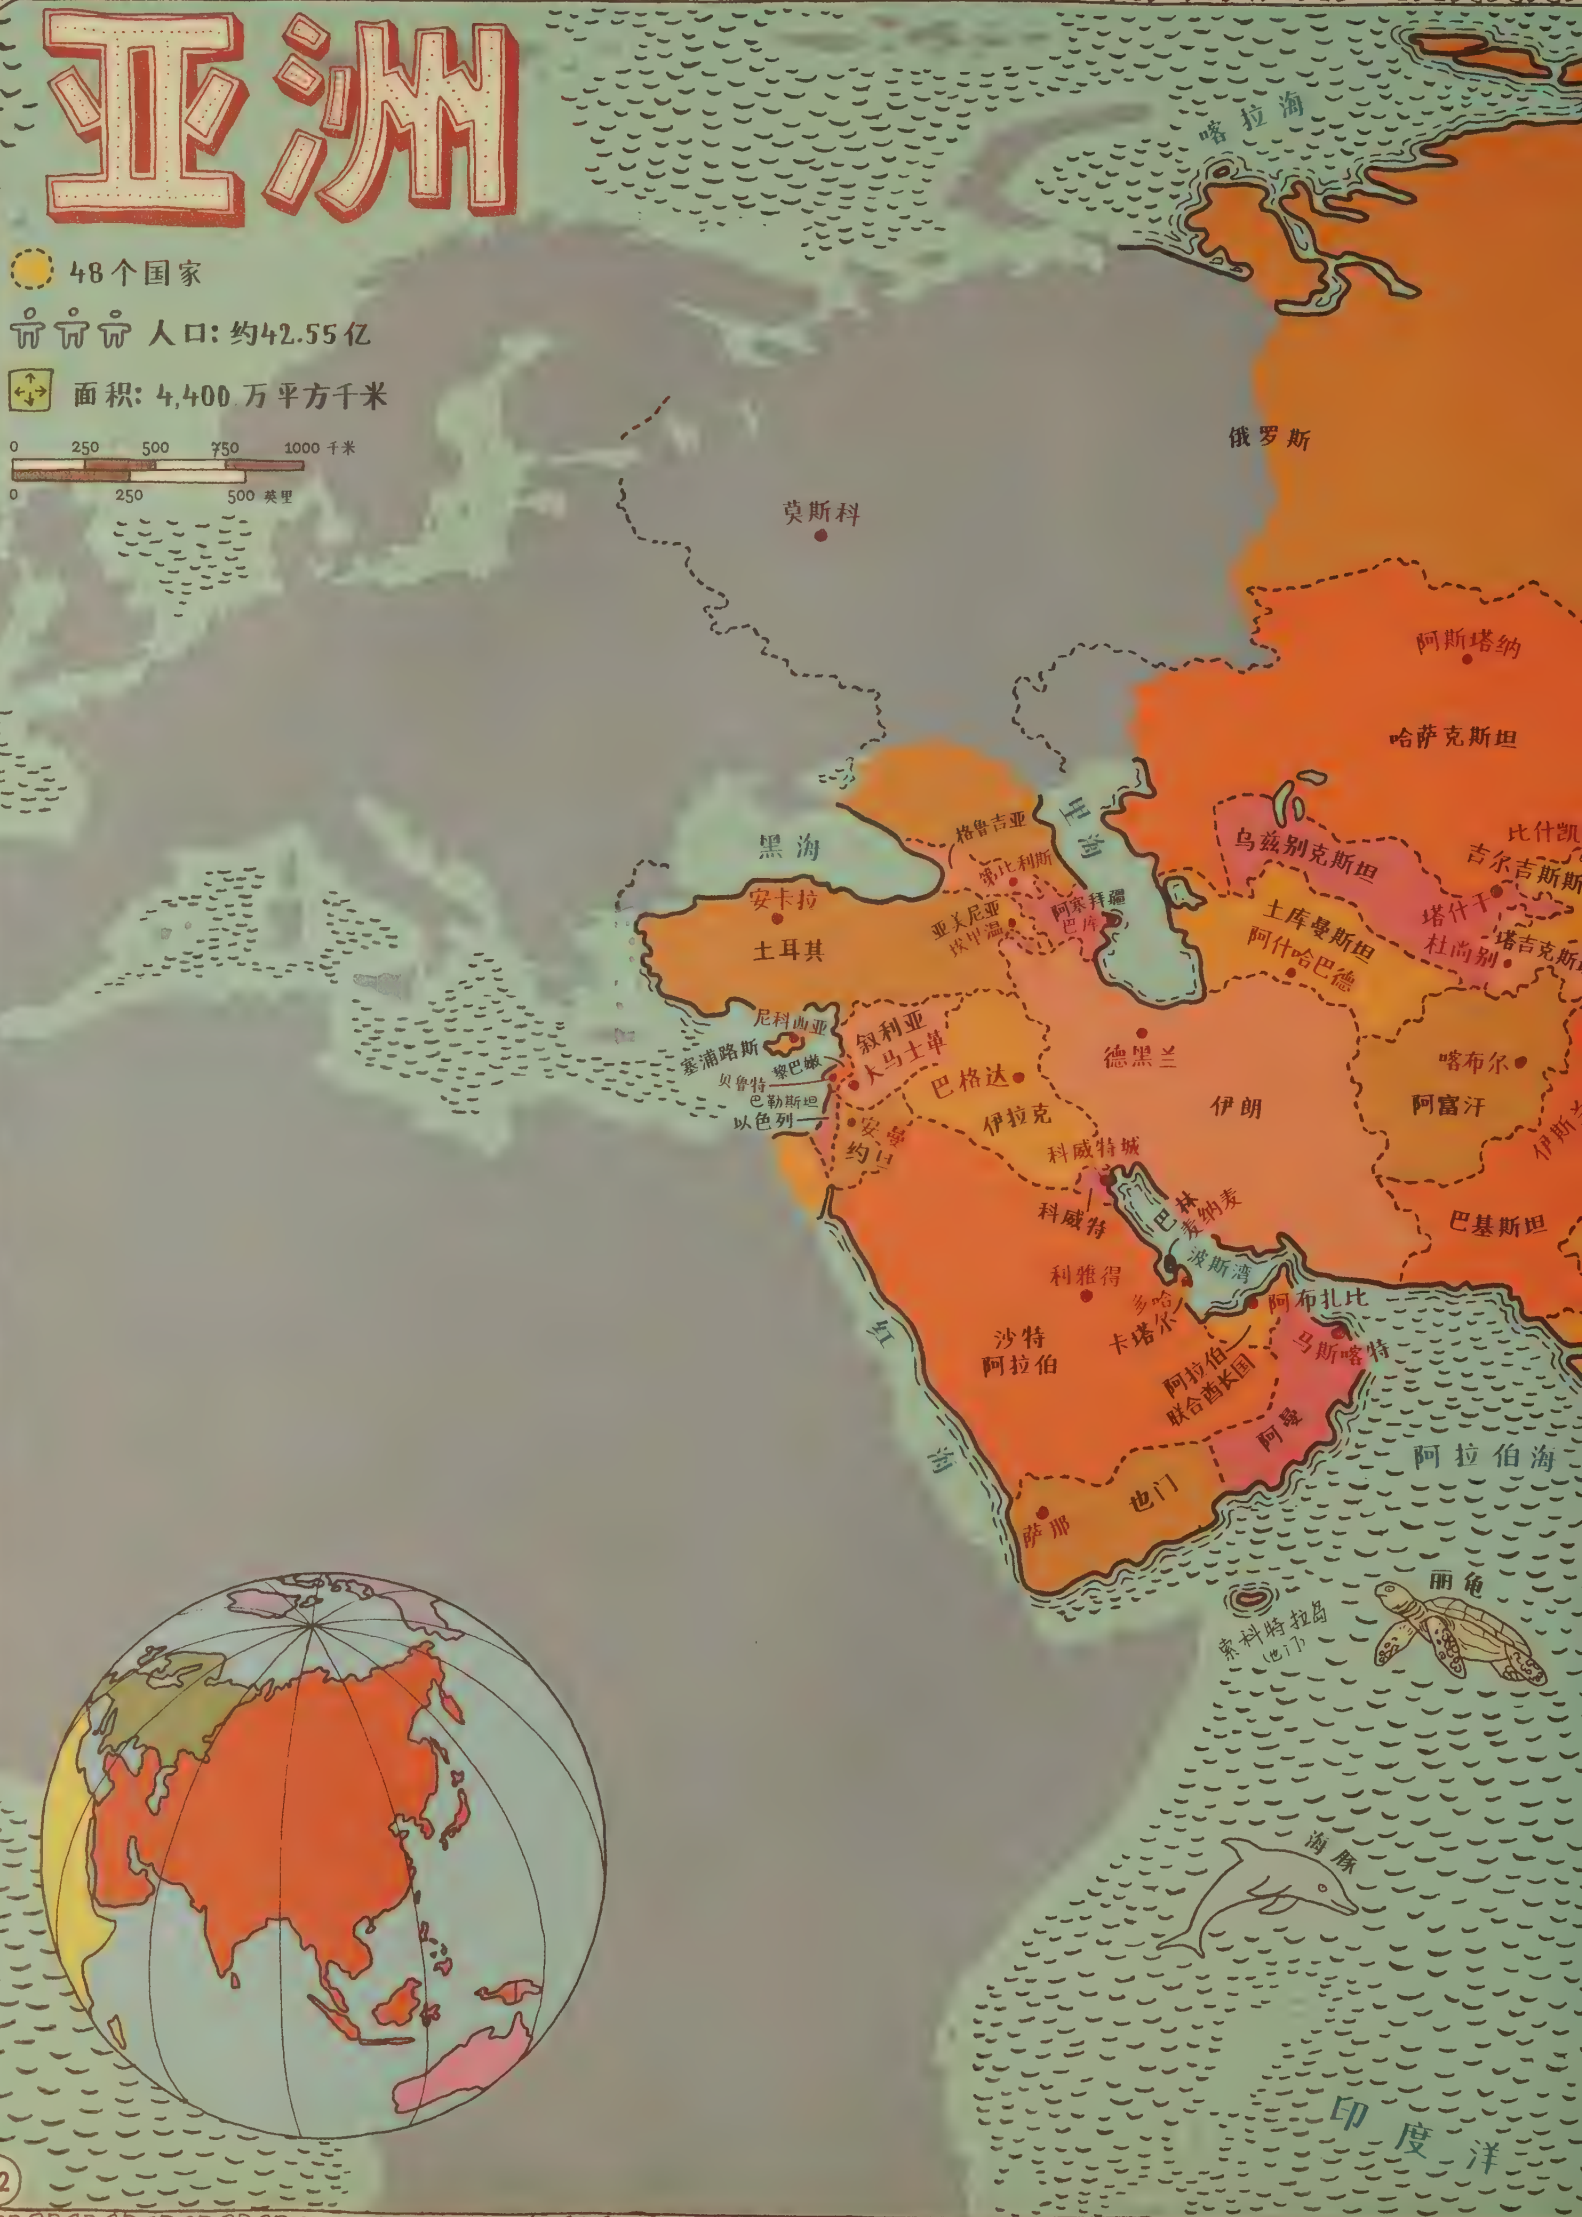 亚洲
48个国家
人口：约42.55亿
面积：4,400万平方千米
0 250 500 750 1000 千米
0 250 500 英里
喀拉海
俄罗斯
莫斯科
阿斯塔纳
哈萨克斯坦
黑海
里海
格鲁吉亚
第比利斯
乌兹别克斯坦
比什凯
吉尔吉斯斯
安卡拉
土耳其
亚美尼亚
埃里温
阿塞拜疆
巴库
土库曼斯坦
阿什哈巴德
塔什干
杜尚别
塔吉克斯
尼科西亚
塞浦路斯
叙利亚
大马士革
黎巴嫩
贝鲁特
巴勒斯坦
以色列
安曼
约旦
巴格达
伊拉克
德黑兰
伊朗
喀布尔
阿富汗
伊斯
科威特城
科威特
巴林
麦纳麦
波斯湾
巴基斯坦
利雅得
多哈
卡塔尔
阿布扎比
沙特
阿拉伯
阿拉伯
联合酋长国
马斯喀特
阿曼
红海
也门
萨那
阿拉伯海
索科特拉岛
(也门)
丽龟
海豚
印度洋
2